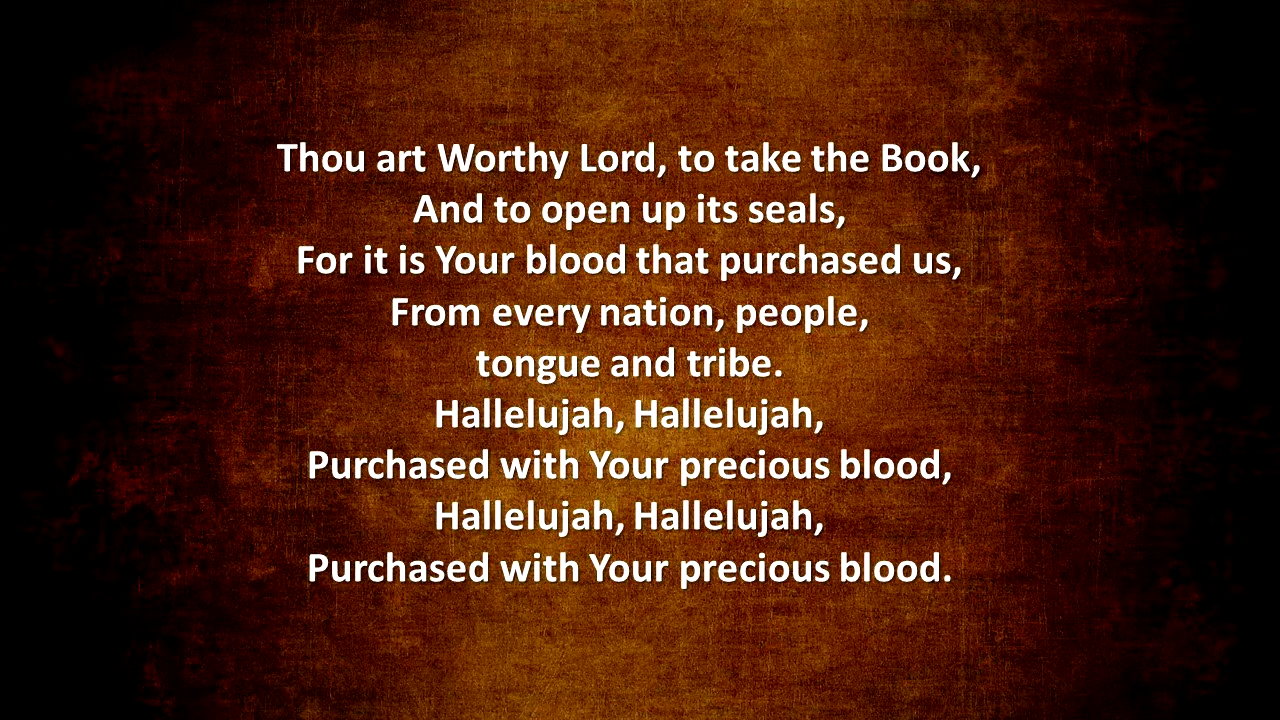 Thou art Worthy Lord, to take the Book,
And to open up its seals,
For it is Your blood that purchased us,
From every nation, people,
tongue and tribe.
Hallelujah, Hallelujah,
Purchased with Your precious blood,
Hallelujah, Hallelujah,
Purchased with Your precious blood.